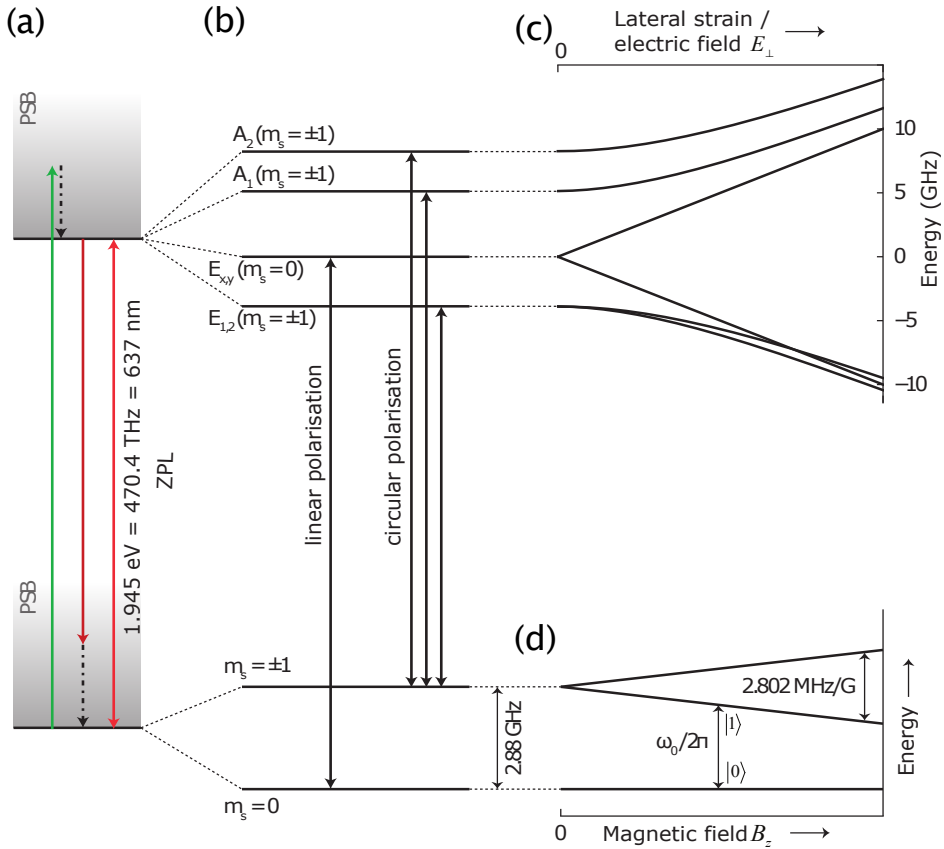 (a)
PSB
PSB
1.945 eV = 470.4 THz = 637 nm
ZPL
(b)
A₂(mₛ=±1)
A₁(mₛ=±1)
Eₓ,ᵧ(mₛ=0)
E₁,₂(mₛ=±1)
linear polarisation
circular polarisation
mₛ=±1
2.88 GHz
mₛ=0
(c)
Lateral strain /
electric field E⊥
0
10
5
0
−5
−10
Energy (GHz)
(d)
2.802 MHz/G
|1⟩
ω₀/2π
|0⟩
Energy
0
Magnetic field B_z